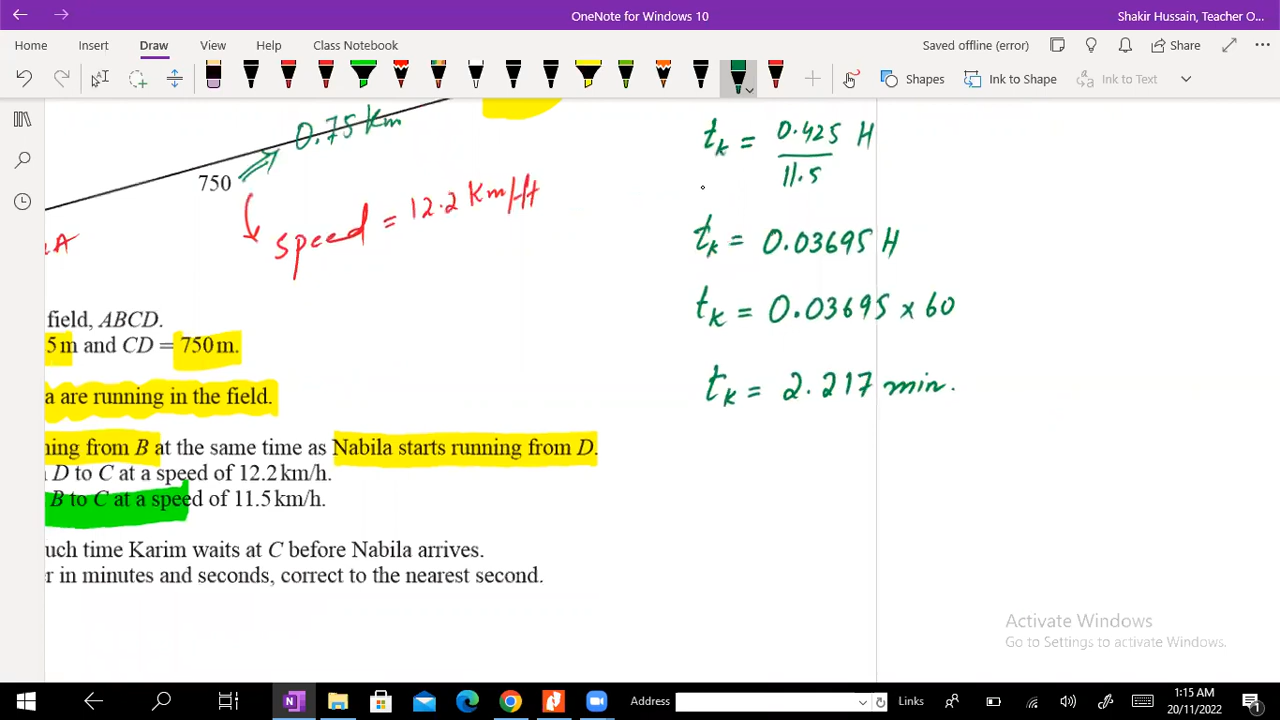 OneNote for Windows 10
Shakir Hussain, Teacher O...
Home Insert Draw View Help Class Notebook
Saved offline (error) Share
Shapes Ink to Shape Ink to Text
0.75 Km
750
speed = 12.2 Km/H
A
tk = 0.425 H
11.5
tk = 0.03695 H
tk = 0.03695 x 60
tk = 2.217 min.
field, ABCD.
5 m and CD = 750 m.
a are running in the field.
ning from B at the same time as Nabila starts running from D.
D to C at a speed of 12.2 km/h.
B to C at a speed of 11.5 km/h.
uch time Karim waits at C before Nabila arrives.
r in minutes and seconds, correct to the nearest second.
Activate Windows
Go to Settings to activate Windows.
Address Links
1:15 AM
20/11/2022